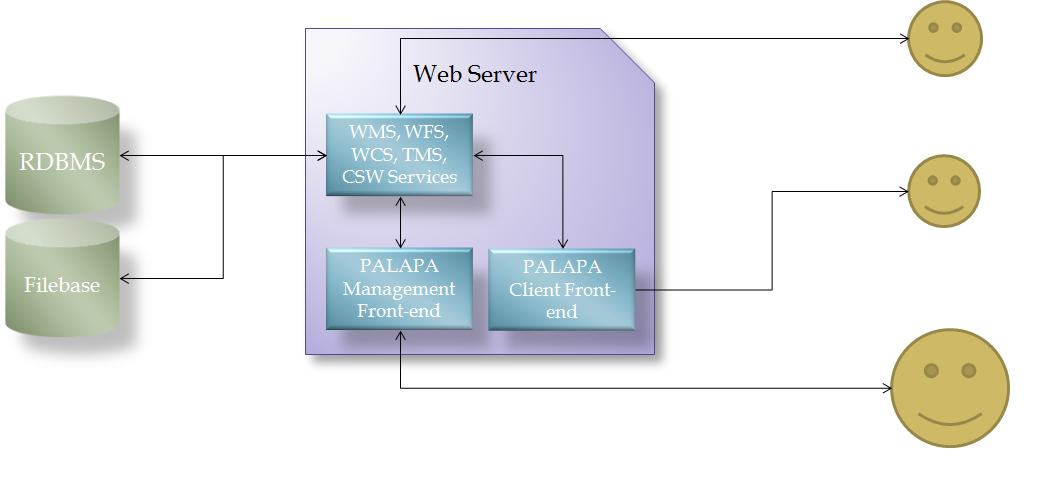 Web Server
RDBMS
Filebase
WMS, WFS,
WCS, TMS,
CSW Services
PALAPA
Management
Front-end
PALAPA
Client Front-
end